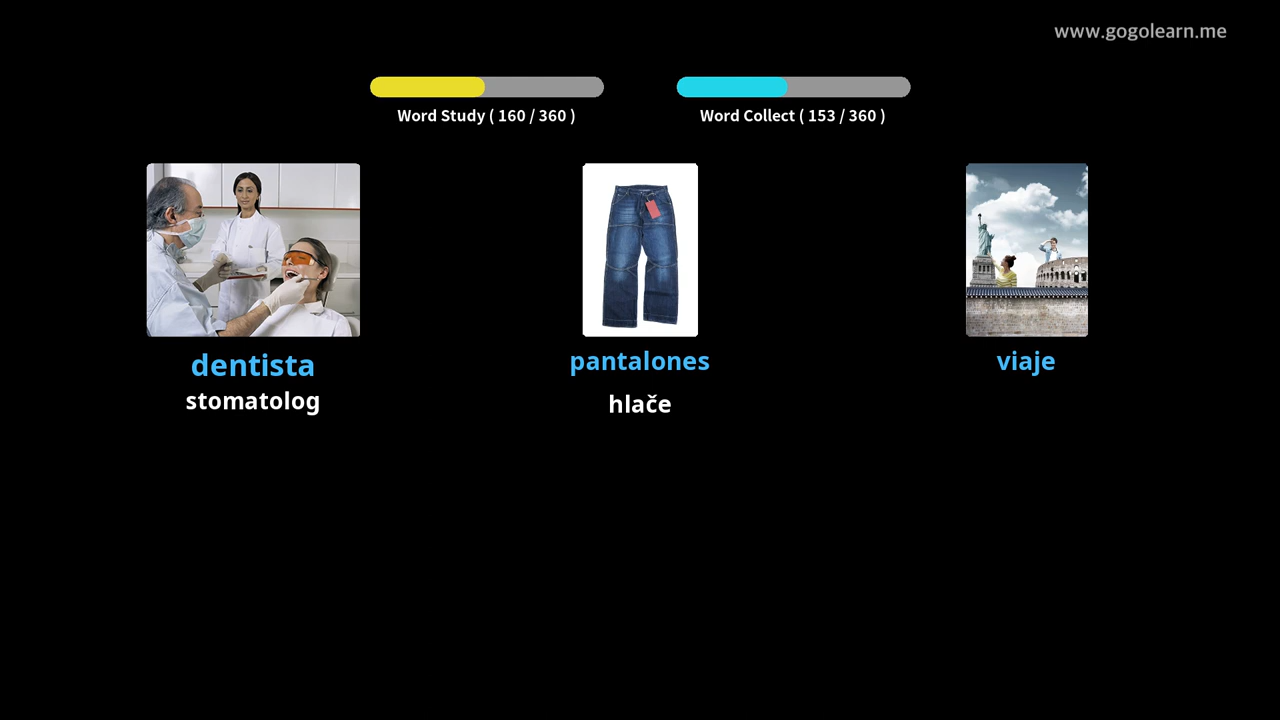 www.gogolearn.me
Word Study ( 160 / 360 )
Word Collect ( 153 / 360 )
dentista
stomatolog
pantalones
hlače
viaje